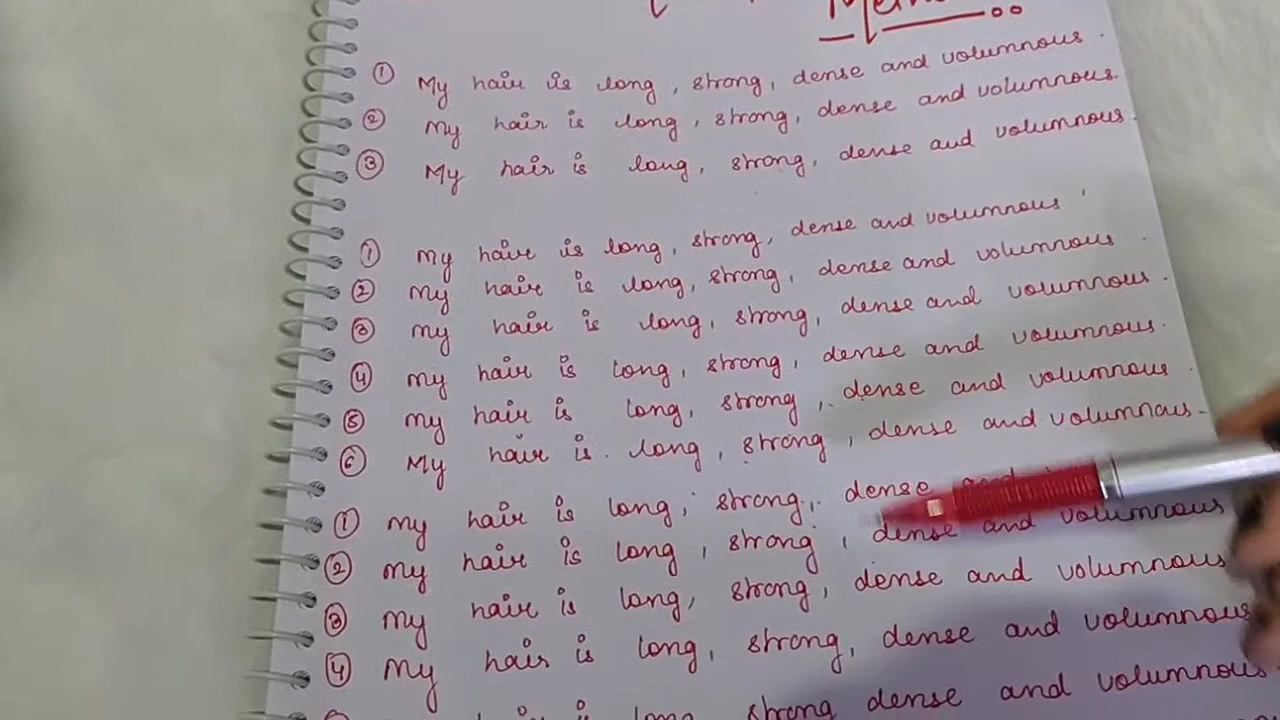 ① My hair is long, strong, dense and volumnous.
② My hair is long, strong, dense and volumnous.
③ My hair is long, strong, dense and volumnous.
① My hair is long, strong, dense and volumnous.
② My hair is long, strong, dense and volumnous.
③ My hair is long, strong, dense and volumnous.
④ My hair is long, strong, dense and volumnous.
⑤ My hair is long, strong, dense and volumnous.
⑥ My hair is long, strong, dense and volumnous.
① My hair is long, strong, dense and
② My hair is long, strong, dense and volumnous
③ My hair is long, strong, dense and volumnous
④ My hair is long, strong, dense and volumnous
is long strong dense and volumnous